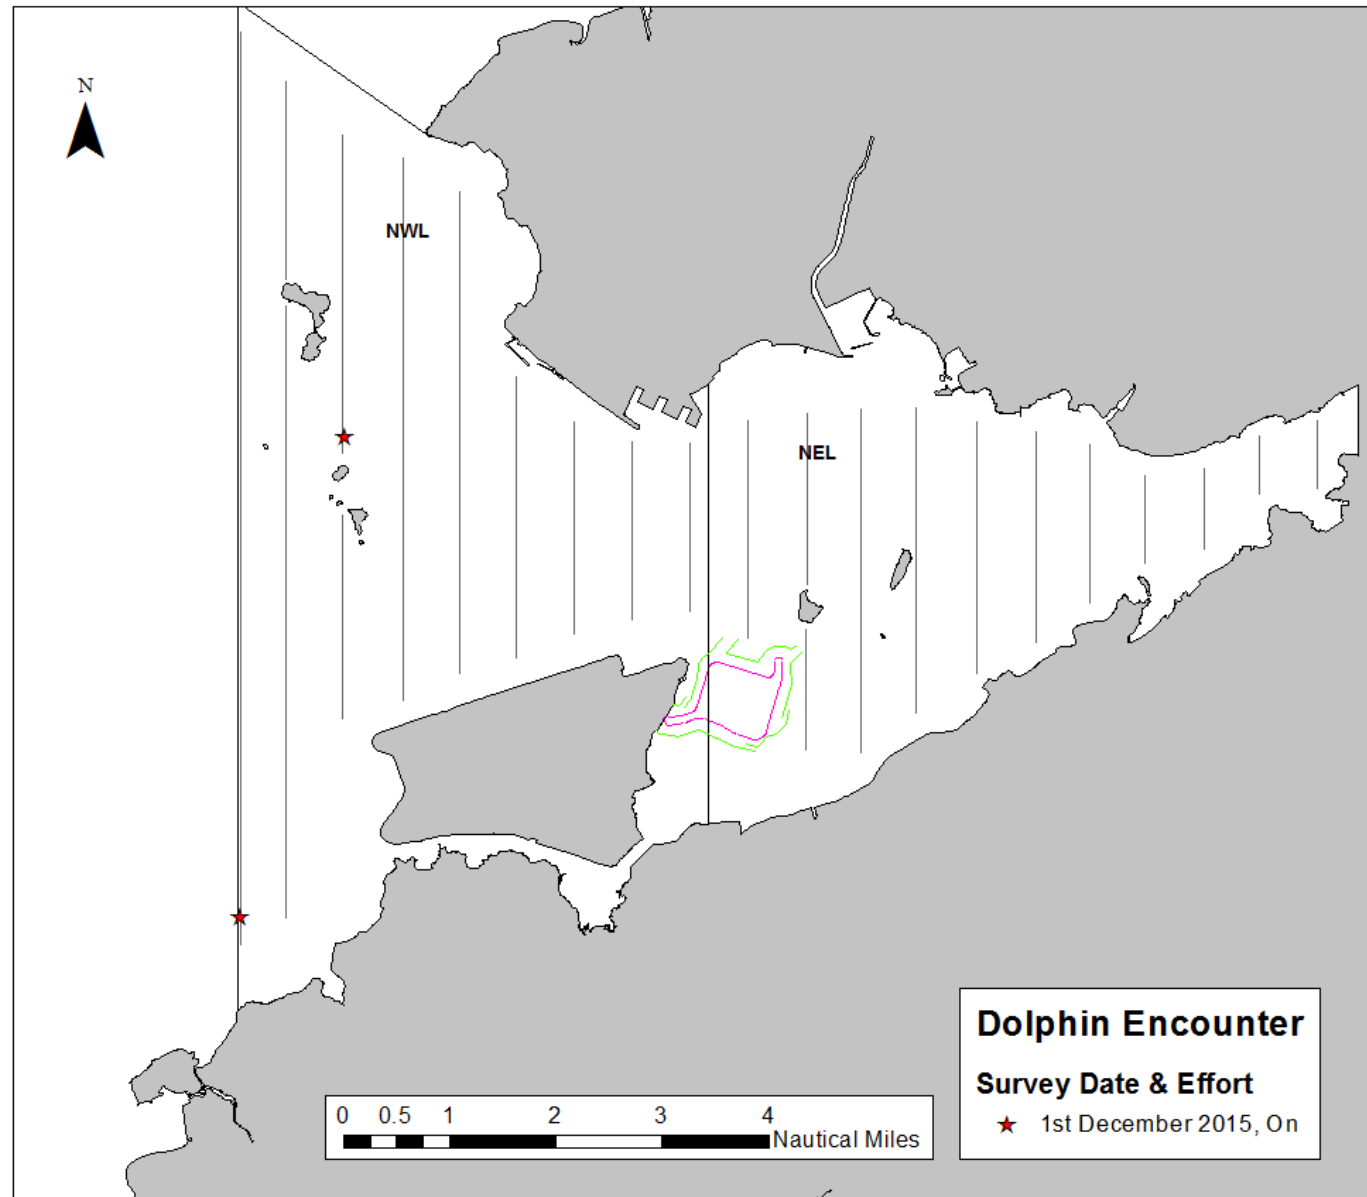 N
NWL
NEL
Dolphin Encounter
Survey Date & Effort
1st December 2015, On
0 0.5 1 2 3 4
Nautical Miles